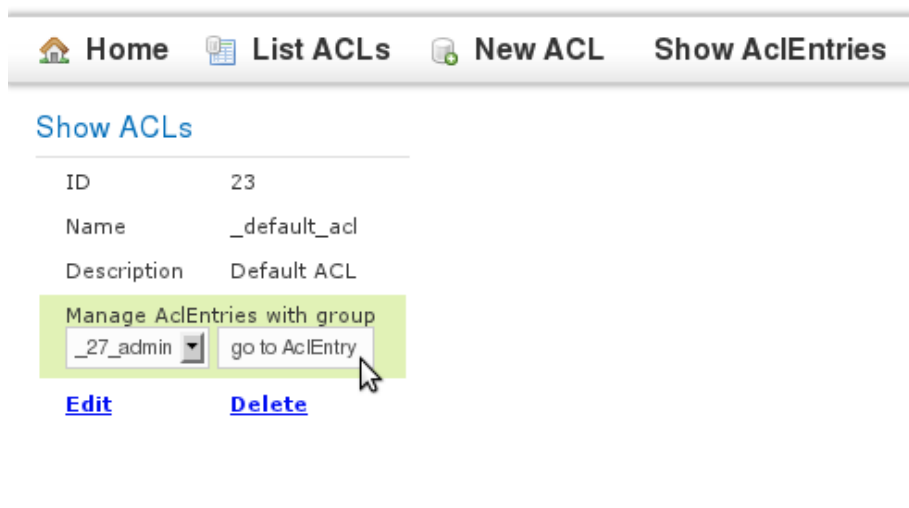 Home List ACLs New ACL Show AclEntries
Show ACLs
ID 23
Name _default_acl
Description Default ACL
Manage AclEntries with group
_27_admin go to AclEntry
Edit Delete